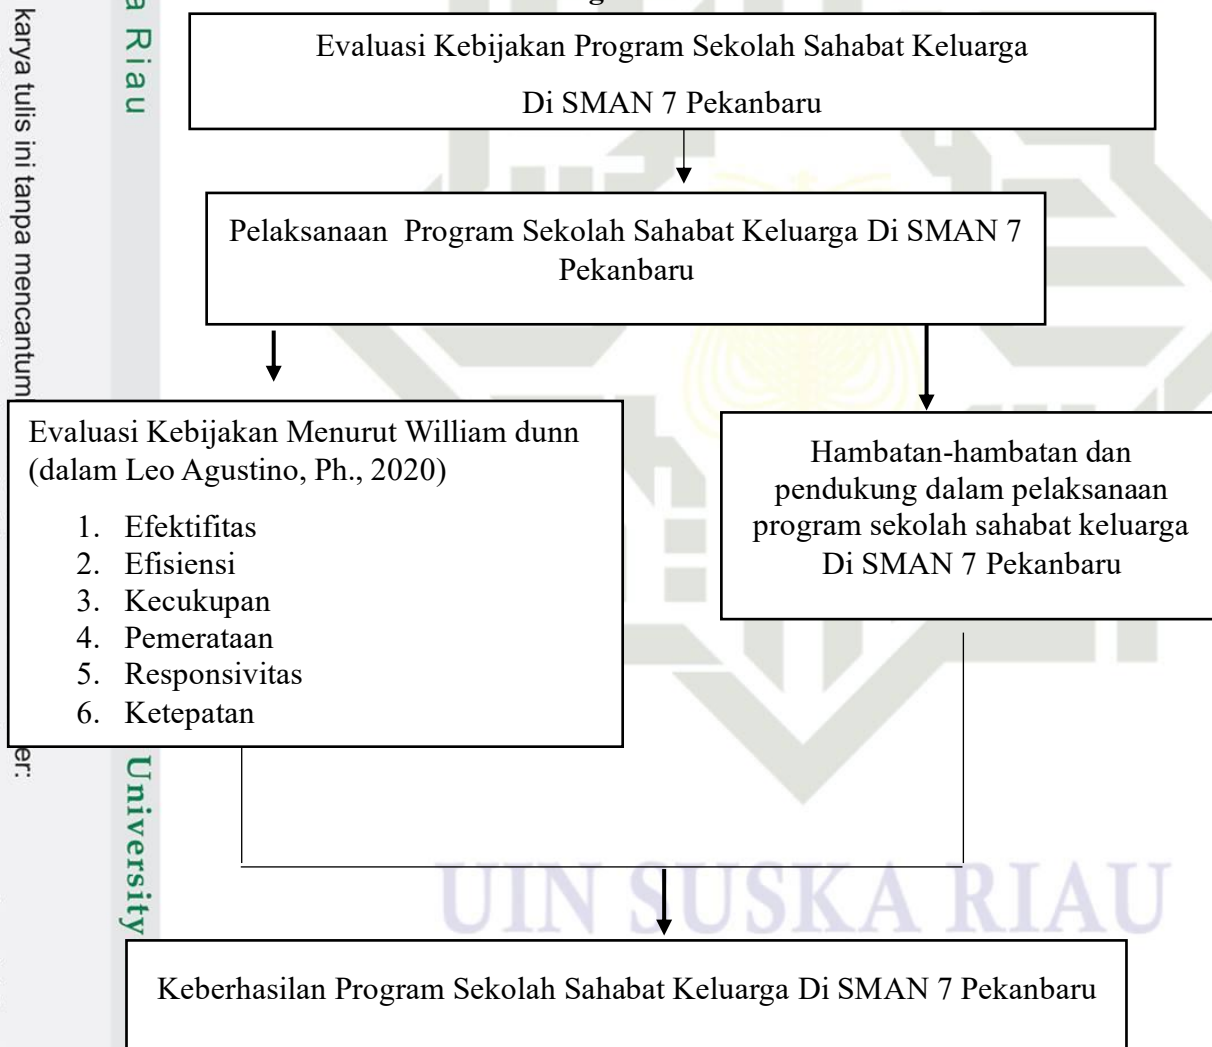 Evaluasi Kebijakan Program Sekolah Sahabat Keluarga
Di SMAN 7 Pekanbaru
Pelaksanaan Program Sekolah Sahabat Keluarga Di SMAN 7
Pekanbaru
Evaluasi Kebijakan Menurut William dunn
(dalam Leo Agustino, Ph., 2020)
1. Efektifitas
2. Efisiensi
3. Kecukupan
4. Pemerataan
5. Responsivitas
6. Ketepatan
Hambatan-hambatan dan
pendukung dalam pelaksanaan
program sekolah sahabat keluarga
Di SMAN 7 Pekanbaru
Keberhasilan Program Sekolah Sahabat Keluarga Di SMAN 7 Pekanbaru
UIN SUSKA RIAU
karya tulis ini tanpa
Riau
University